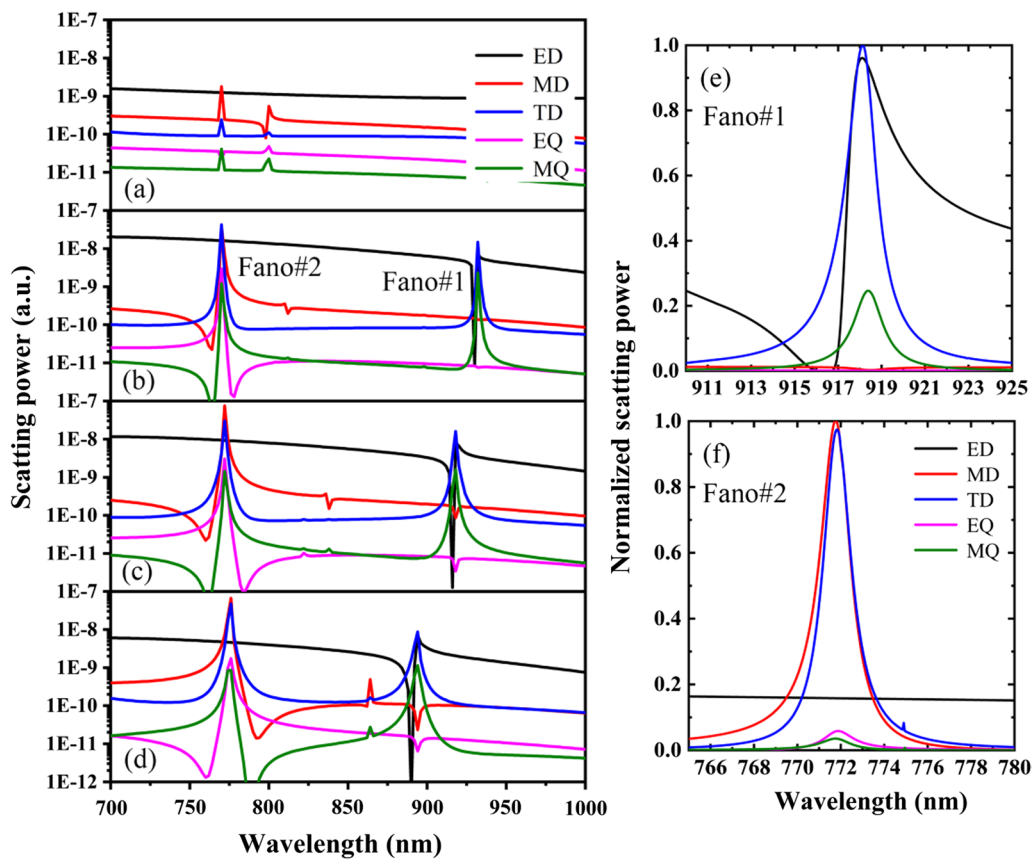 1E-7
1E-8
1E-9
1E-10
1E-11
1E-7
ED
MD
TD
EQ
MQ
(a)
1E-8
1E-9
1E-10
1E-11
1E-7
Fano#2
Fano#1
(b)
1E-8
1E-9
1E-10
1E-11
1E-7
(c)
1E-8
1E-9
1E-10
1E-11
1E-12
(d)
700 750 800 850 900 950 1000
Wavelength (nm)
Scatting power (a.u.)
1.0
0.8
0.6
0.4
0.2
0.0
(e)
Fano#1
911 913 915 917 919 921 923 925
1.0
0.8
0.6
0.4
0.2
0.0
(f)
Fano#2
ED
MD
TD
EQ
MQ
766 768 770 772 774 776 778 780
Wavelength (nm)
Normalized scatting power